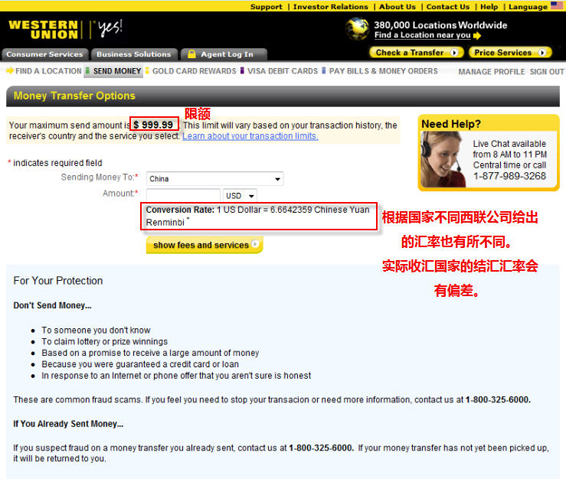 Support | Investor Relations | About Us | Contact Us | Help | Language
WESTERN UNION | yes!
380,000 Locations Worldwide
Find a Location near you
Consumer Services
Business Solutions
Agent Log In
Check a Transfer
Price Services
FIND A LOCATION
SEND MONEY
GOLD CARD REWARDS
VISA DEBIT CARDS
PAY BILLS & MONEY ORDERS
MANAGE PROFILE
SIGN OUT
Money Transfer Options
限额
Your maximum send amount is $ 999.99 This limit will vary based on your transaction history, the
receiver's country and the service you select. Learn about your transaction limits.
Need Help?
Live Chat available
from 8 AM to 11 PM
Central time or call
1-877-989-3268
* indicates required field
Sending Money To:* China
Amount:* USD
Conversion Rate: 1 US Dollar = 6.6642359 Chinese Yuan
Renminbi *
show fees and services
根据国家不同西联公司给出
的汇率也有所不同。
实际收汇国家的结汇汇率会
有偏差。
For Your Protection
Don't Send Money...
To someone you don't know
To claim lottery or prize winnings
Based on a promise to receive a large amount of money
Because you were guaranteed a credit card or loan
In response to an Internet or phone offer that you aren't sure is honest
These are common fraud scams. If you feel you need to stop your transacion or need more information, contact us at 1-800-325-6000.
If You Already Sent Money...
If you suspect fraud on a money transfer you already sent, contact us at 1-800-325-6000. If your money transfer has not yet been picked up,
it will be returned to you.